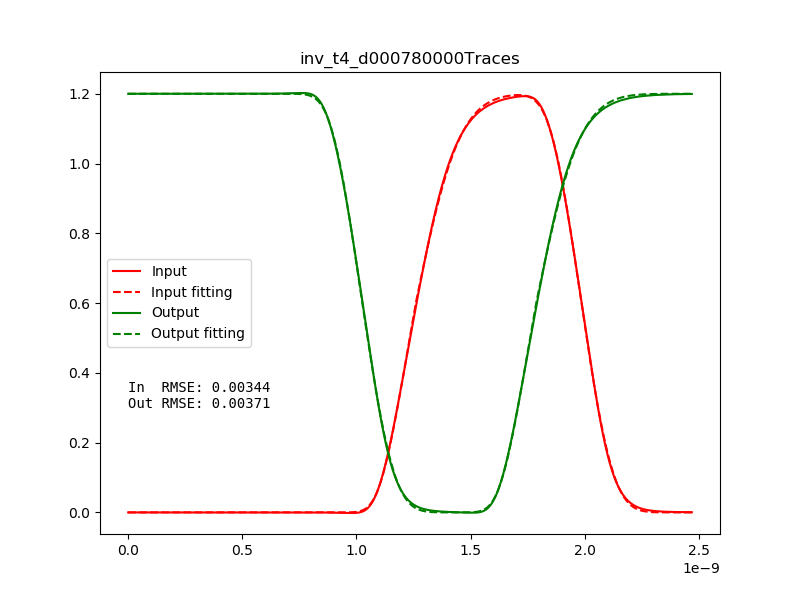 inv_t4_d000780000Traces
1.2
1.0
0.8
0.6
0.4
0.2
0.0
Input
Input fitting
Output
Output fitting
In  RMSE: 0.00344
Out RMSE: 0.00371
0.0
0.5
1.0
1.5
2.0
2.5
1e−9